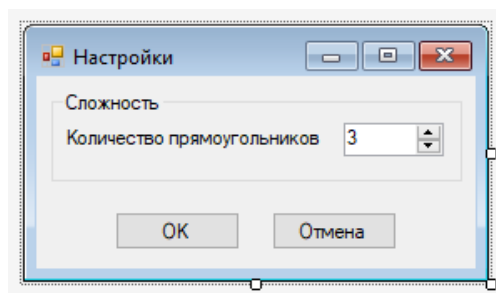 Настройки
Сложность
Количество прямоугольников 3
OK Отмена